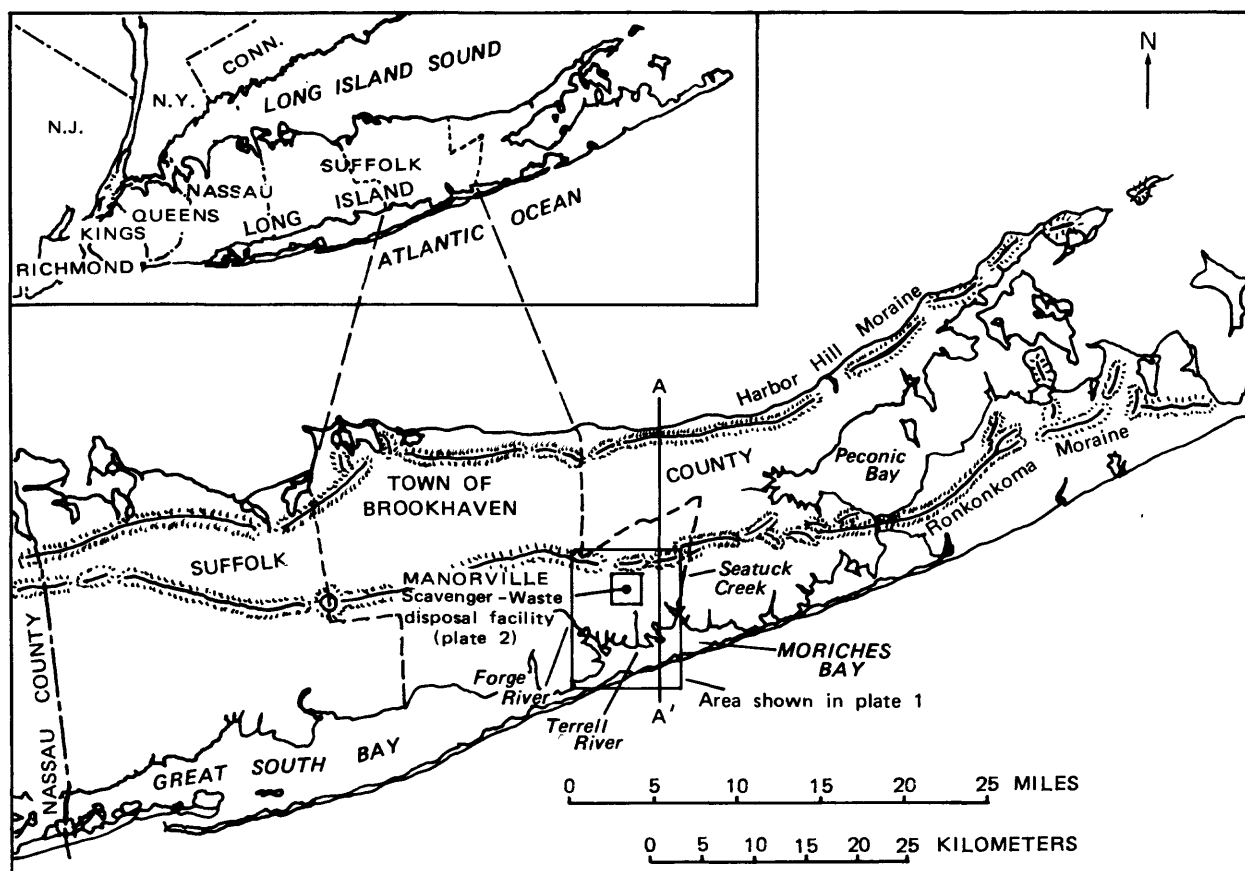 CONN.
N.Y.
N.J.
LONG ISLAND SOUND
SUFFOLK
NASSAU
LONG ISLAND
QUEENS
KINGS
RICHMOND
ATLANTIC OCEAN
N
Harbor Hill Moraine
A
COUNTY
Peconic
Bay
TOWN OF
BROOKHAVEN
Ronkonkoma Moraine
SUFFOLK
MANORVILLE
Scavenger-Waste
disposal facility
(plate 2)
Seatuck
Creek
MORICHES
BAY
Forge
River
Area shown in plate 1
A'
Terrell
River
NASSAU COUNTY
GREAT SOUTH BAY
0 5 10 15 20 25 MILES
0 5 10 15 20 25 KILOMETERS